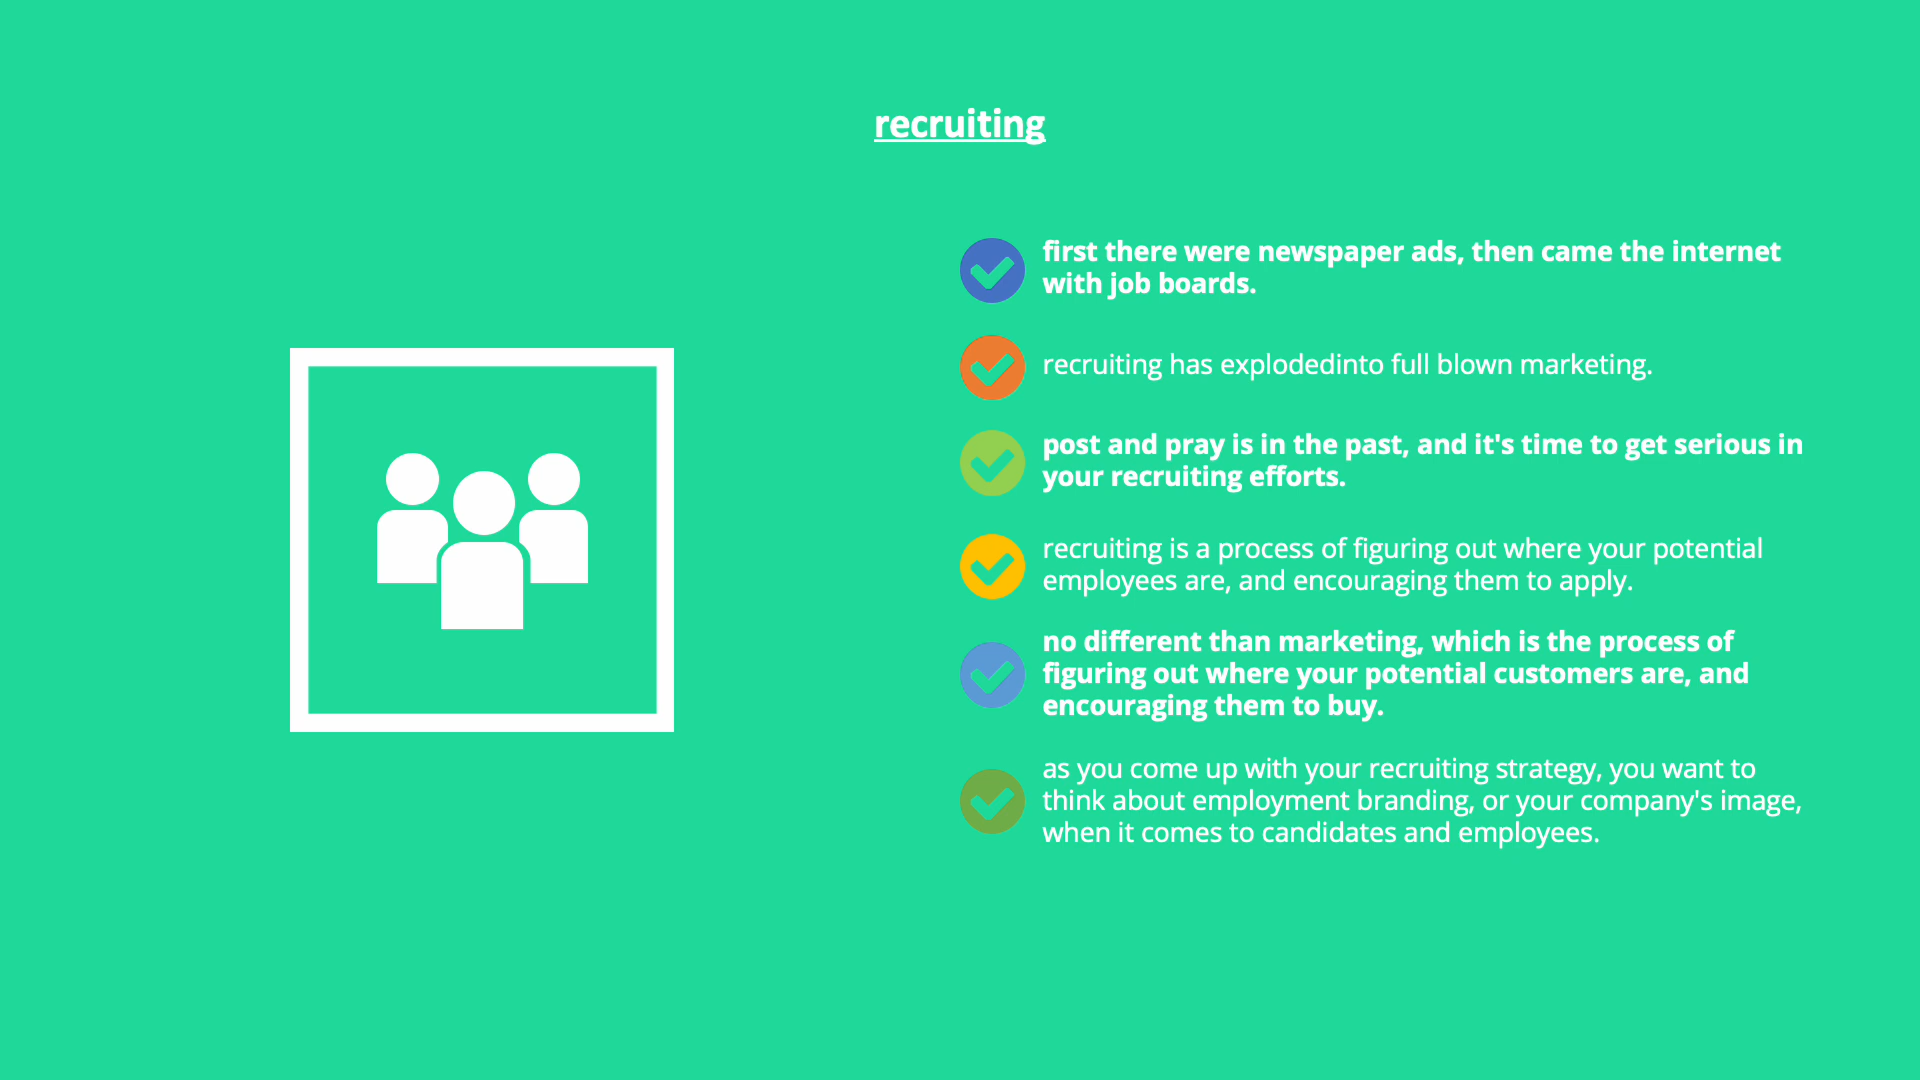 recruiting
first there were newspaper ads, then came the internet
with job boards.
recruiting has explodedinto full blown marketing.
post and pray is in the past, and it's time to get serious in
your recruiting efforts.
recruiting is a process of figuring out where your potential
employees are, and encouraging them to apply.
no different than marketing, which is the process of
figuring out where your potential customers are, and
encouraging them to buy.
as you come up with your recruiting strategy, you want to
think about employment branding, or your company's image,
when it comes to candidates and employees.